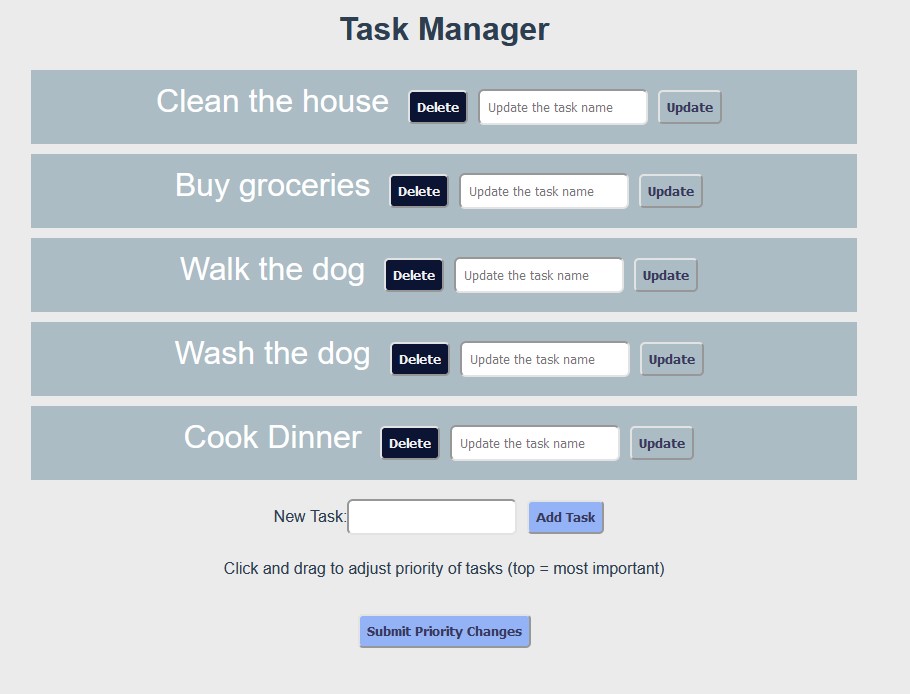 Task Manager
Clean the house Delete Update the task name Update
Buy groceries Delete Update the task name Update
Walk the dog Delete Update the task name Update
Wash the dog Delete Update the task name Update
Cook Dinner Delete Update the task name Update
New Task: Add Task
Click and drag to adjust priority of tasks (top = most important)
Submit Priority Changes